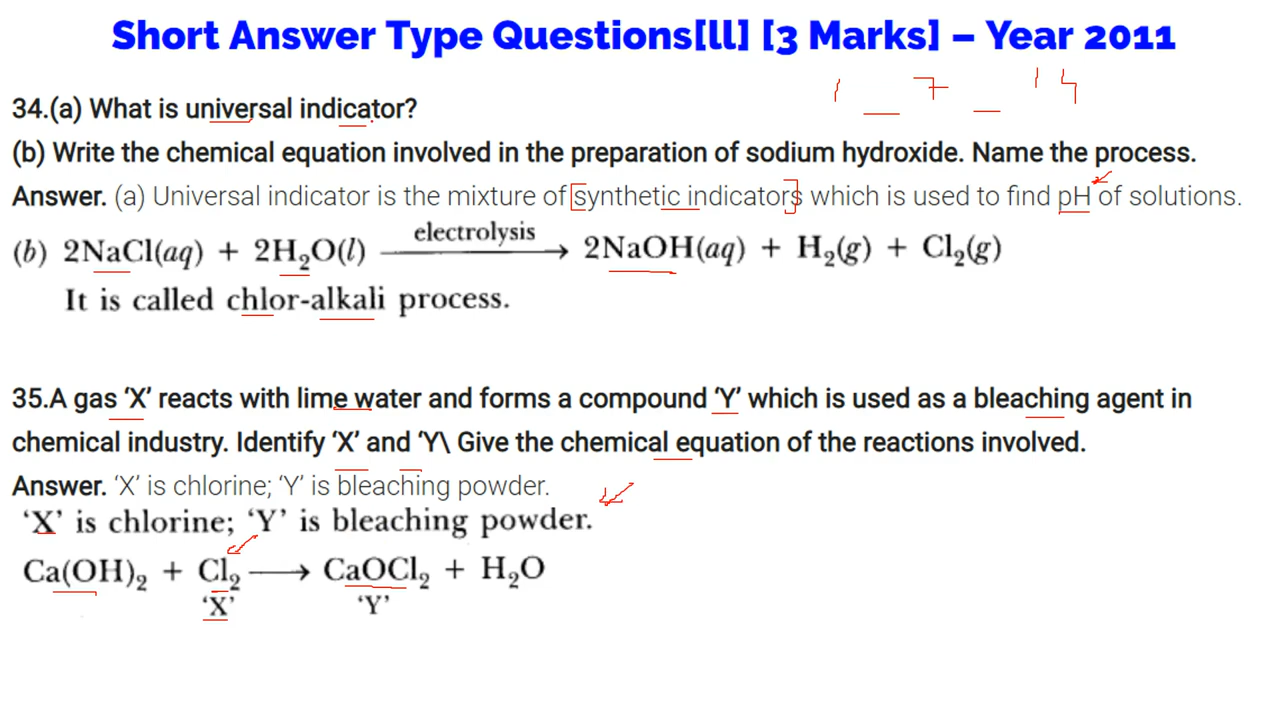 Short Answer Type Questions[ll] [3 Marks] – Year 2011
1 _ 7 _ 14
34.(a) What is universal indicator?
(b) Write the chemical equation involved in the preparation of sodium hydroxide. Name the process.
Answer. (a) Universal indicator is the mixture of [synthetic indicators] which is used to find pH of solutions.
(b) 2NaCl(aq) + 2H₂O(l) electrolysis ⟶ 2NaOH(aq) + H₂(g) + Cl₂(g)
It is called chlor-alkali process.
35.A gas ‘X’ reacts with lime water and forms a compound ‘Y’ which is used as a bleaching agent in
chemical industry. Identify ‘X’ and ‘Y\ Give the chemical equation of the reactions involved.
Answer. ‘X’ is chlorine; ‘Y’ is bleaching powder.
‘X’ is chlorine; ‘Y’ is bleaching powder.
Ca(OH)₂ + Cl₂ ⟶ CaOCl₂ + H₂O
‘X’ ‘Y’